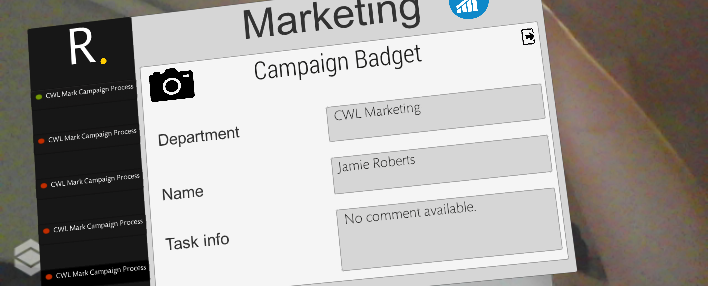 Marketing
R.
Campaign Badget
CWL Mark Campaign Process
CWL Mark Campaign Process
CWL Mark Campaign Process
CWL Mark Campaign Process
CWL Mark Campaign Process
Department
CWL Marketing
Name
Jamie Roberts
Task info
No comment available.